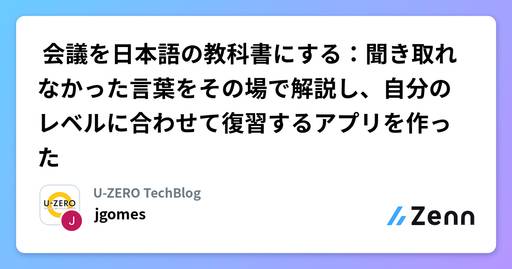 会議を日本語の教科書にする：聞き取れ
なかった言葉をその場で解説し、自分の
レベルに合わせて復習するアプリを作っ
た
U-ZERO
J
U-ZERO TechBlog
jgomes
Zenn